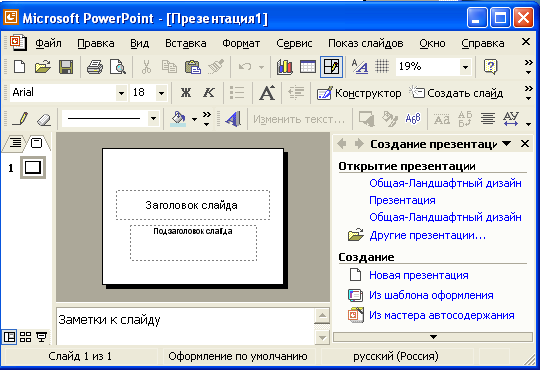 Microsoft PowerPoint - [Презентация1]
Файл Правка Вид Вставка Формат Сервис Показ слайдов Окно Справка
19%
Arial 18 Ж К Конструктор Создать слайд
Изменить текст...
1
Заголовок слайда
Подзаголовок слайда
Заметки к слайду
Создание презентаци
Открытие презентации
Общая-Ландшафтный дизайн
Презентация
Общая-Ландшафтный дизайн
Другие презентации...
Создание
Новая презентация
Из шаблона оформления
Из мастера автосодержания
Слайд 1 из 1 Оформление по умолчанию русский (Россия)